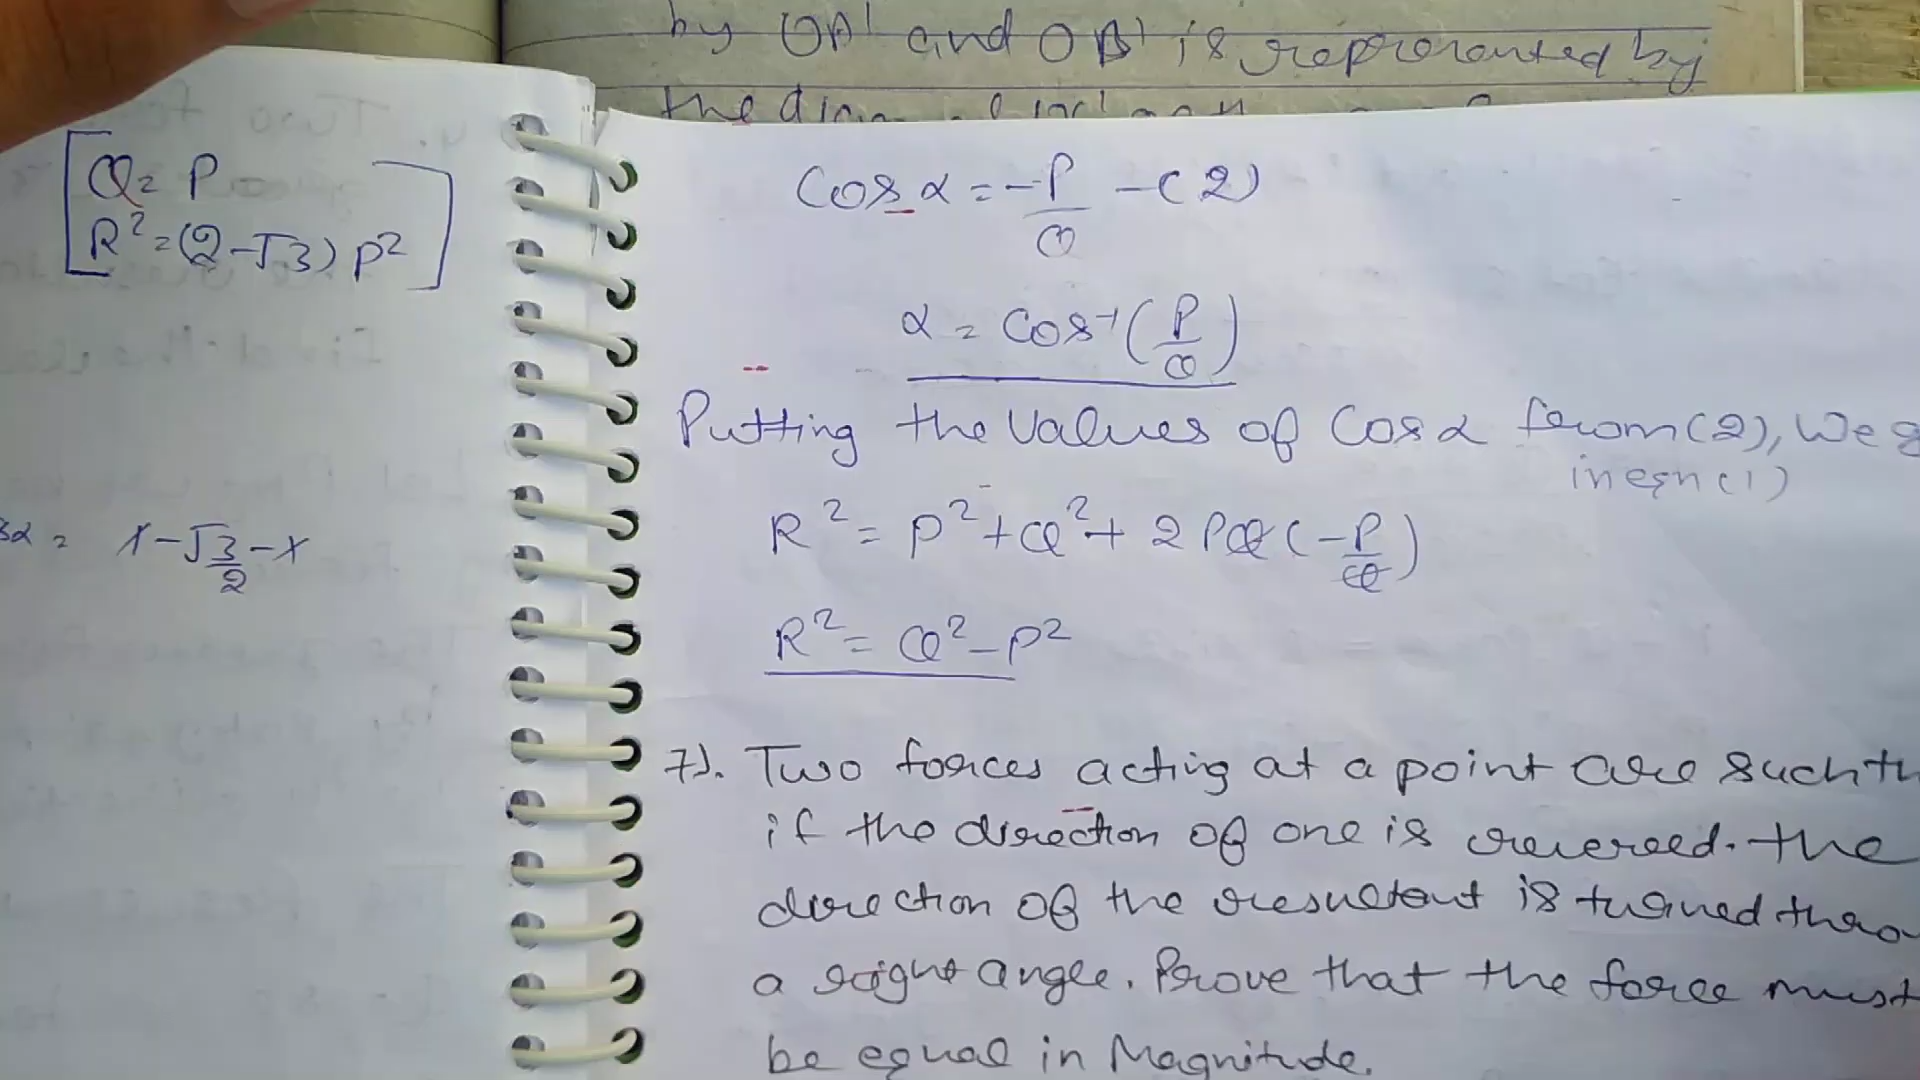 by OA' and OB' is represented by
the
Q = P
R² = (2-√3) P²
α = 1-√3/2-1
Cos α = -P/Q - (2)
α = Cos⁻¹ (P/Q)
Putting the Values of Cos α from (2), We g
in eqn (1)
R² = P² + Q² + 2PQ (-P/Q)
R² = Q² - P²
7). Two forces acting at a point are such th
if the direction of one is revereed. the
direction of the resultant is turned thro
a right angle. Prove that the force must
be equal in Magnitude.